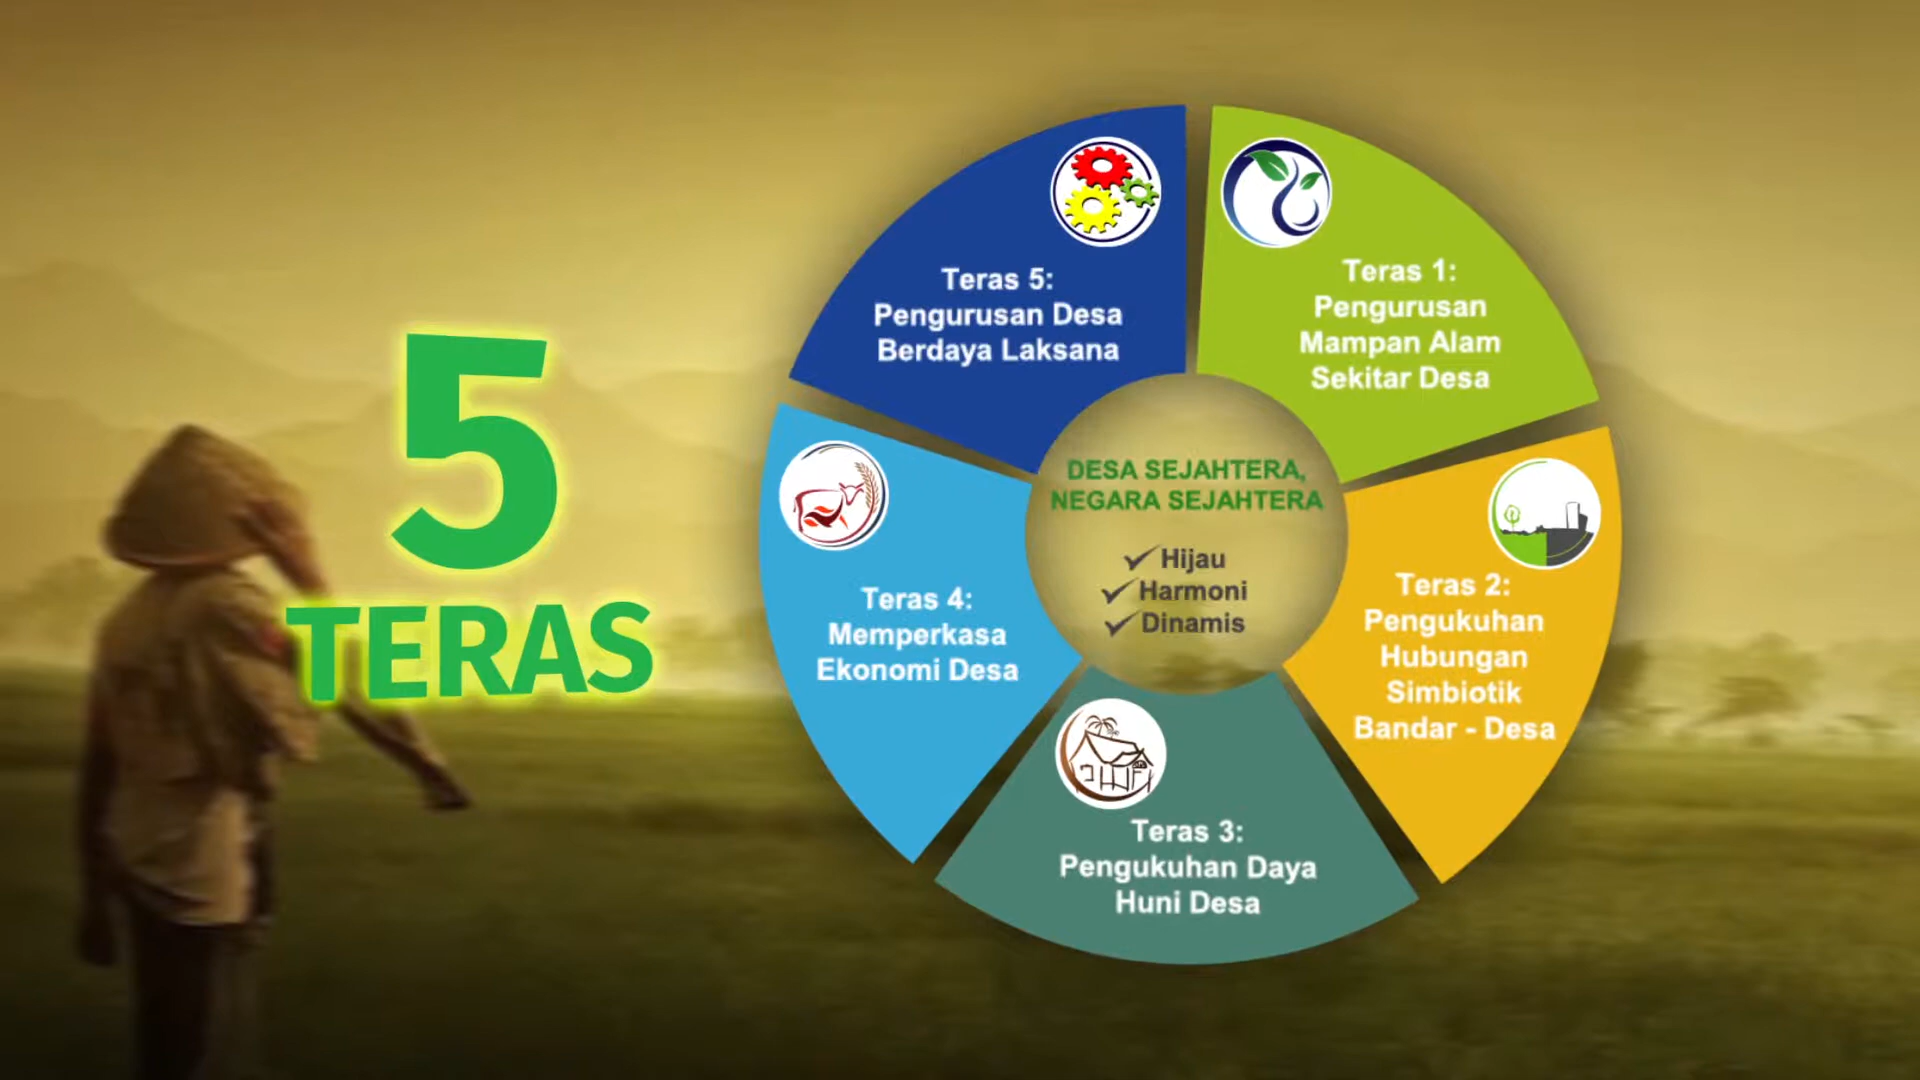 5
TERAS
Teras 1:
Pengurusan
Mampan Alam
Sekitar Desa
Teras 2:
Pengukuhan
Hubungan
Simbiotik
Bandar - Desa
Teras 3:
Pengukuhan Daya
Huni Desa
Teras 4:
Memperkasa
Ekonomi Desa
Teras 5:
Pengurusan Desa
Berdaya Laksana
DESA SEJAHTERA,
NEGARA SEJAHTERA
Hijau
Harmoni
Dinamis